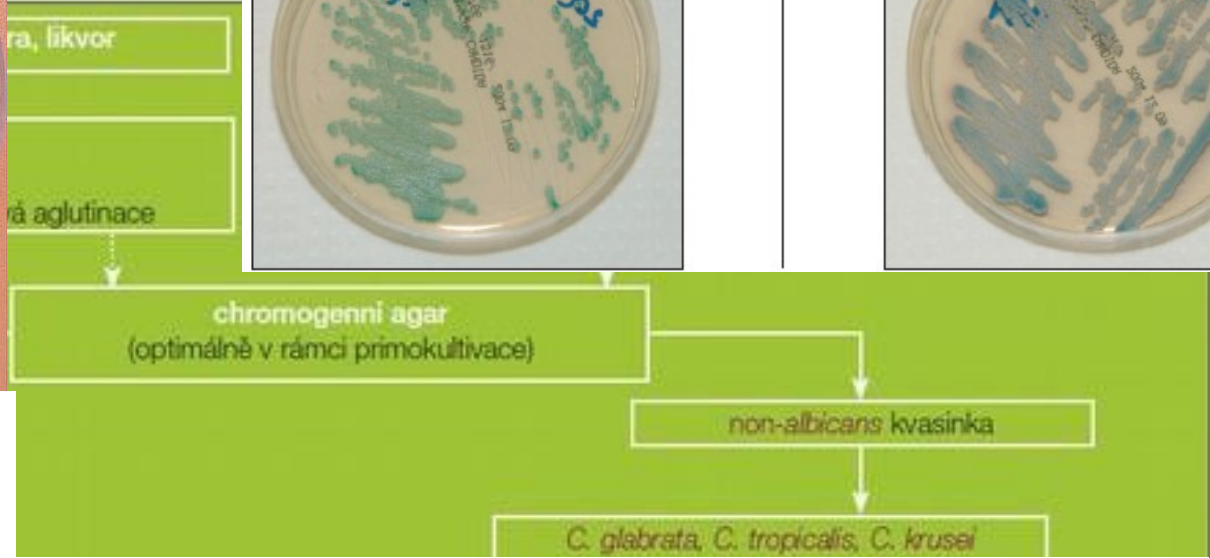 ra, likvor
vá aglutinace
chromogenní agar
(optimálně v rámci primokultivace)
non-albicans kvasinka
C. glabrata, C. tropicalis, C. krusei